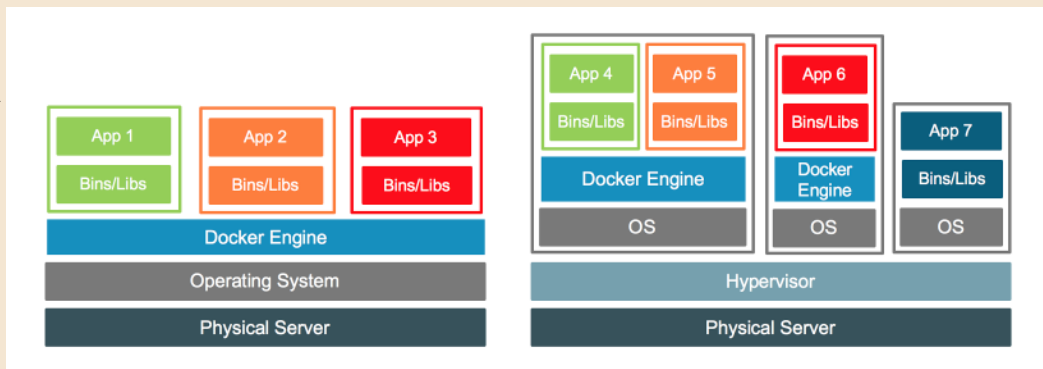 App 1
Bins/Libs
App 2
Bins/Libs
App 3
Bins/Libs
Docker Engine
Operating System
Physical Server
App 4
Bins/Libs
App 5
Bins/Libs
Docker Engine
OS
App 6
Bins/Libs
Docker
Engine
OS
App 7
Bins/Libs
OS
Hypervisor
Physical Server